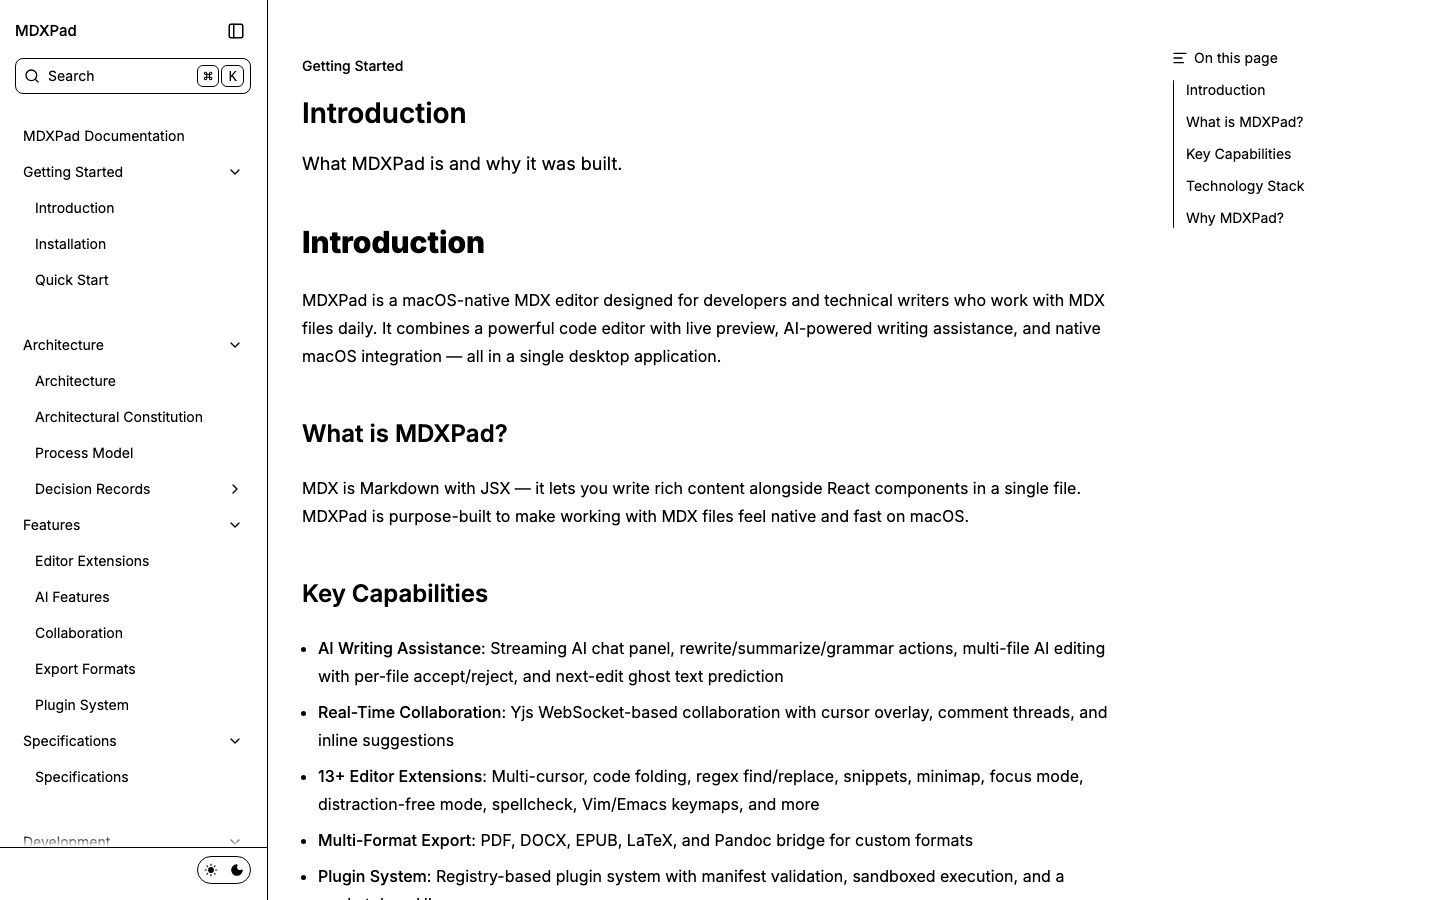 MDXPad
Search
⌘ K
MDXPad Documentation
Getting Started
Introduction
Installation
Quick Start
Architecture
Architecture
Architectural Constitution
Process Model
Decision Records
Features
Editor Extensions
AI Features
Collaboration
Export Formats
Plugin System
Specifications
Specifications
Development
Getting Started
Introduction
What MDXPad is and why it was built.
Introduction
MDXPad is a macOS-native MDX editor designed for developers and technical writers who work with MDX
files daily. It combines a powerful code editor with live preview, AI-powered writing assistance, and native
macOS integration — all in a single desktop application.
What is MDXPad?
MDX is Markdown with JSX — it lets you write rich content alongside React components in a single file.
MDXPad is purpose-built to make working with MDX files feel native and fast on macOS.
Key Capabilities
• AI Writing Assistance: Streaming AI chat panel, rewrite/summarize/grammar actions, multi-file AI editing
with per-file accept/reject, and next-edit ghost text prediction
• Real-Time Collaboration: Yjs WebSocket-based collaboration with cursor overlay, comment threads, and
inline suggestions
• 13+ Editor Extensions: Multi-cursor, code folding, regex find/replace, snippets, minimap, focus mode,
distraction-free mode, spellcheck, Vim/Emacs keymaps, and more
• Multi-Format Export: PDF, DOCX, EPUB, LaTeX, and Pandoc bridge for custom formats
• Plugin System: Registry-based plugin system with manifest validation, sandboxed execution, and a
On this page
Introduction
What is MDXPad?
Key Capabilities
Technology Stack
Why MDXPad?